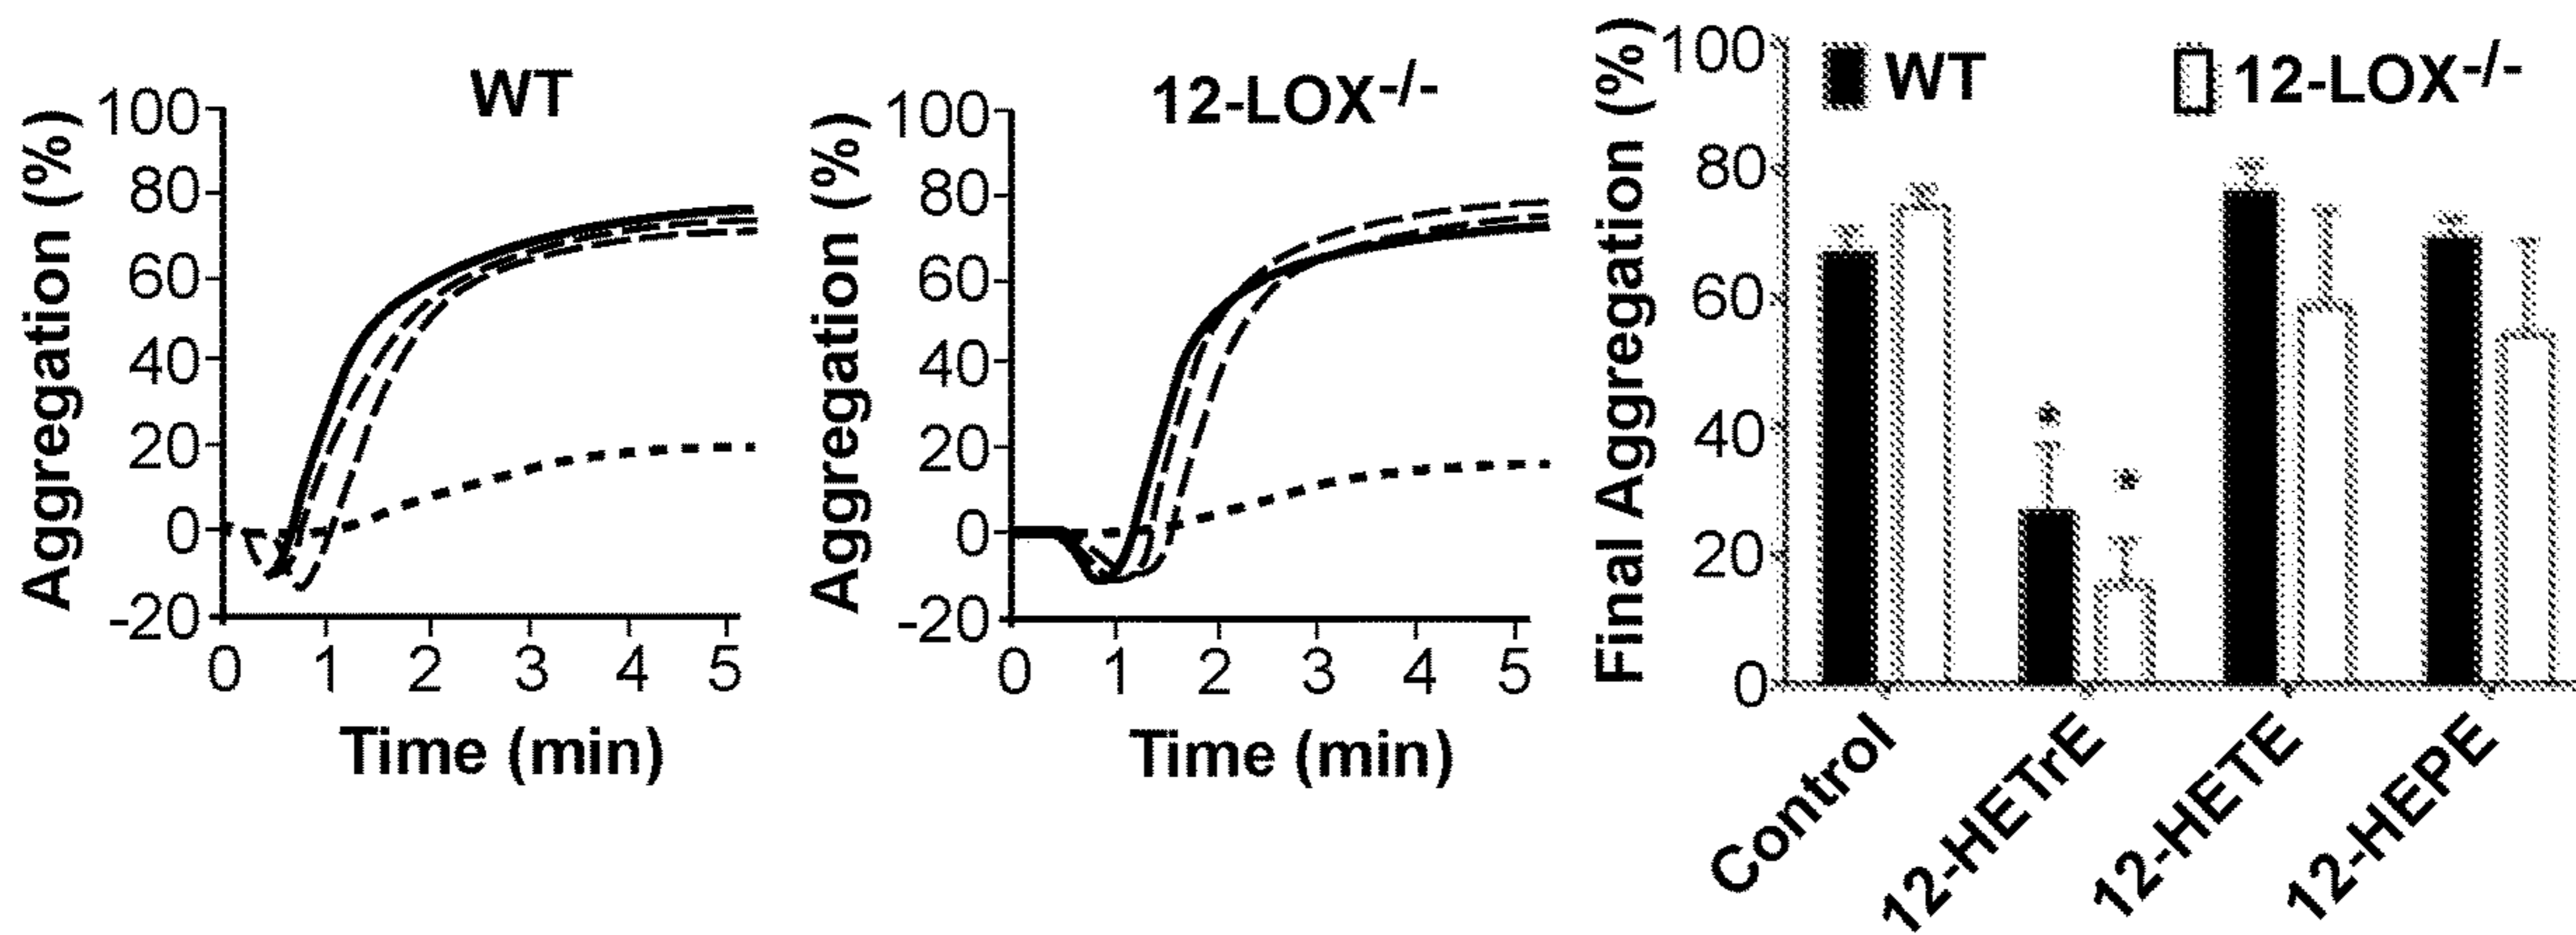 WT
Aggregation (%)
100
80
60
40
20
0
-20
0 1 2 3 4 5
Time (min)
12-LOX-/-
Aggregation (%)
100
80
60
40
20
0
-20
0 1 2 3 4 5
Time (min)
WT 12-LOX-/-
Final Aggregation (%)
100
80
60
40
20
0
*
*
Control
12-HETrE
12-HETE
12-HEPE